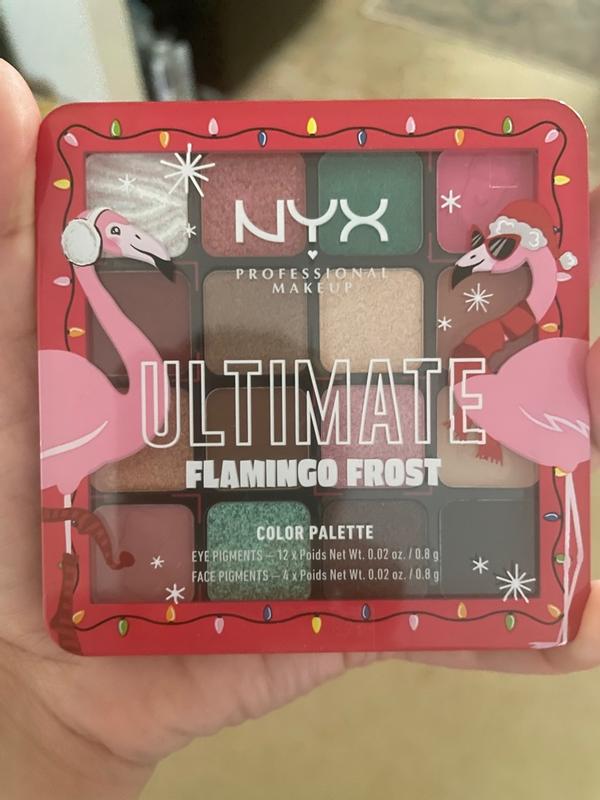 NYX
PROFESSIONAL
MAKEUP
ULTIMATE
FLAMINGO FROST
COLOR PALETTE
EYE PIGMENTS – 12 x Poids Net Wt. 0.02 oz. / 0.8 g
FACE PIGMENTS – 4 x Poids Net Wt. 0.02 oz. / 0.8 g